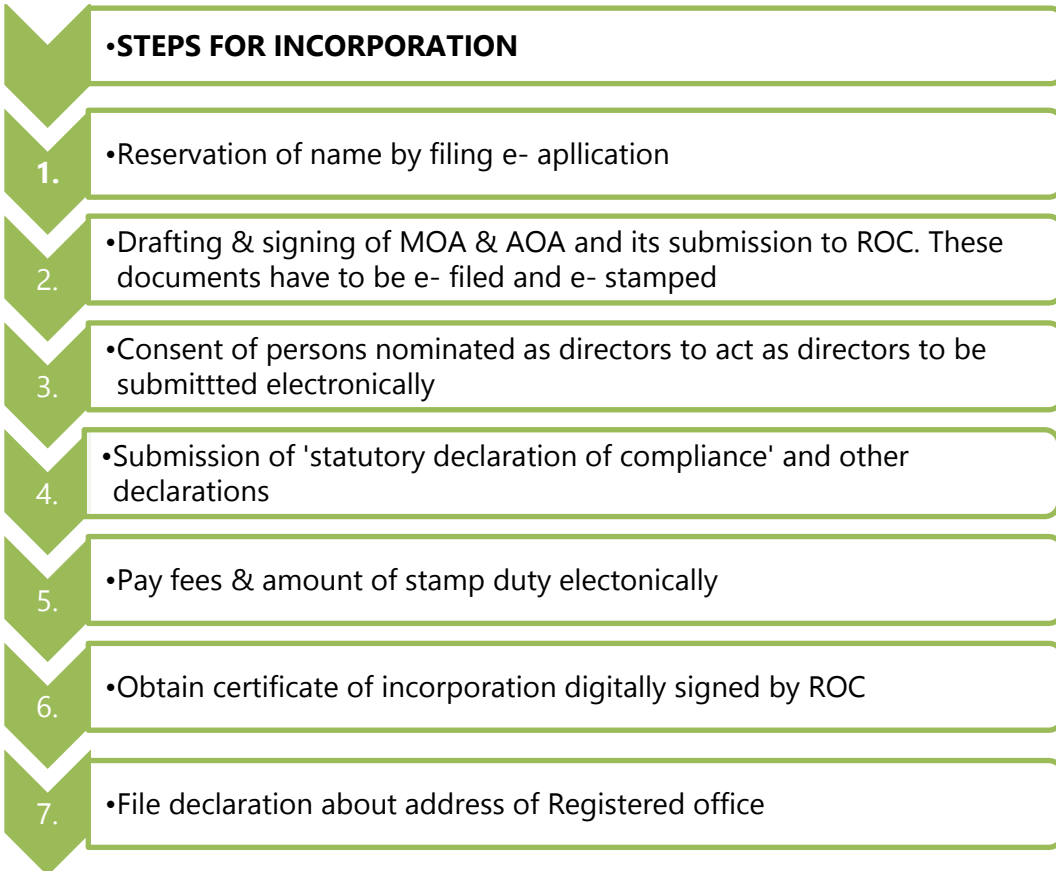 •STEPS FOR INCORPORATION
1.
•Reservation of name by filing e- apllication
2.
•Drafting & signing of MOA & AOA and its submission to ROC. These
documents have to be e- filed and e- stamped
3.
•Consent of persons nominated as directors to act as directors to be
submittted electronically
4.
•Submission of 'statutory declaration of compliance' and other
declarations
5.
•Pay fees & amount of stamp duty electonically
6.
•Obtain certificate of incorporation digitally signed by ROC
7.
•File declaration about address of Registered office